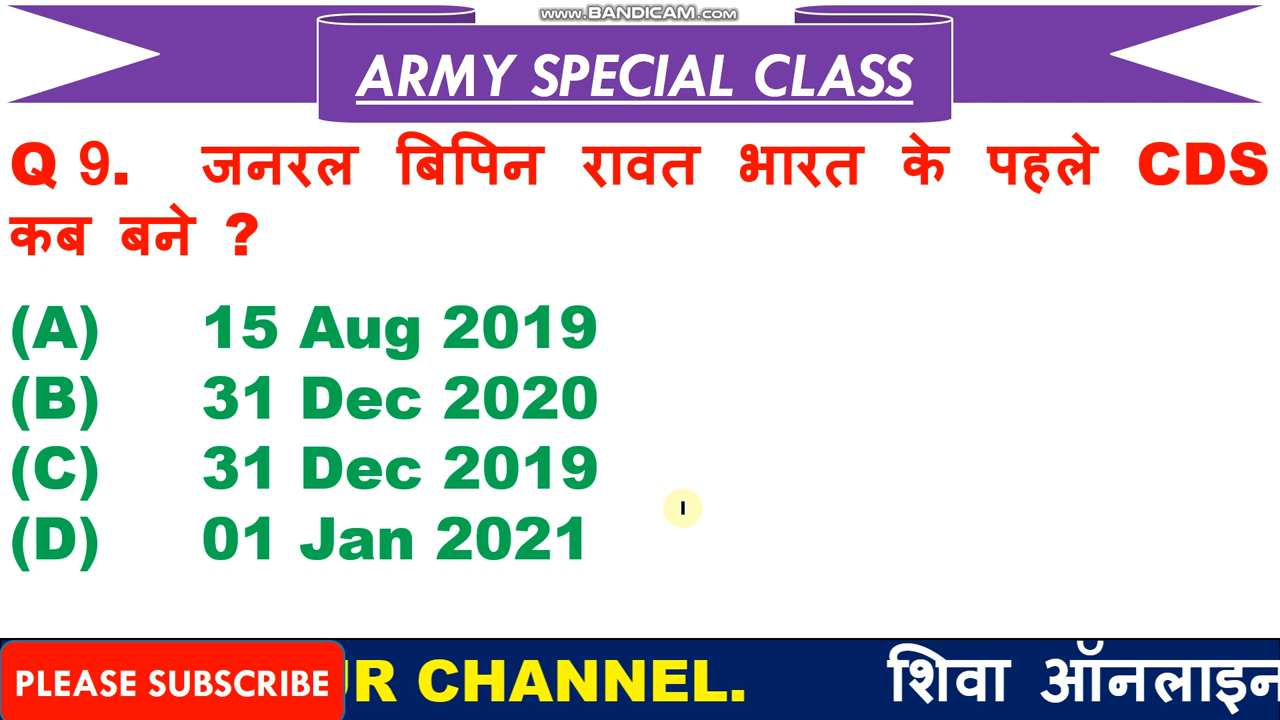 www.BANDICAM.com
ARMY SPECIAL CLASS
Q 9. जनरल बिपिन रावत भारत के पहले CDS
कब बने ?
(A) 15 Aug 2019
(B) 31 Dec 2020
(C) 31 Dec 2019
(D) 01 Jan 2021
PLEASE SUBSCRIBE UR CHANNEL. शिवा ऑनलाइन